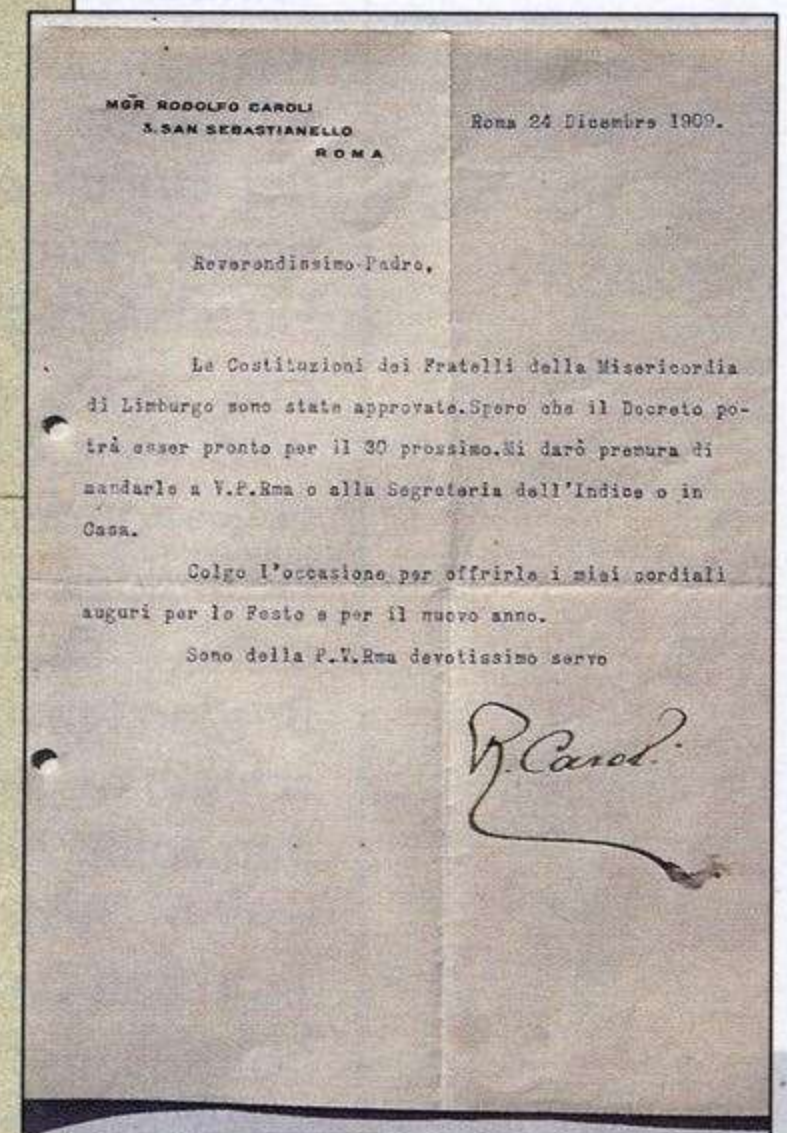 MGR RODOLFO CAROLI
3. SAN SEBASTIANELLO
ROMA
Roma 24 Dicembre 1909.
Reverendissimo Padre,
Le Costituzioni dei Fratelli della Misericordia
di Limburgo sono state approvate.Spero che il Decreto po-
trà esser pronto per il 30 prossimo.Mi darò premura di
mandarlo a V.P.Rma o alla Segreteria dell'Indice o in
Casa.
Colgo l'occasione per offrirle i miei cordiali
auguri per le Feste e per il nuovo anno.
Sono della P.V.Rma devotissimo servo
R. Caroli